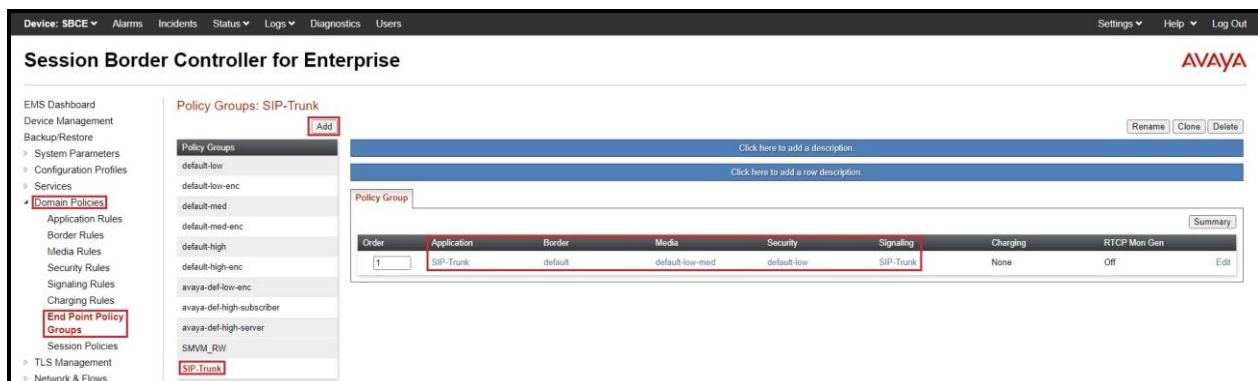 Device: SBCE Alarms Incidents Status Logs Diagnostics Users Settings Help Log Out
Session Border Controller for Enterprise
AVAYA
EMS Dashboard
Device Management
Backup/Restore
System Parameters
Configuration Profiles
Services
Domain Policies
Application Rules
Border Rules
Media Rules
Security Rules
Signaling Rules
Charging Rules
End Point Policy
Groups
Session Policies
TLS Management
Network & Flows
Policy Groups: SIP-Trunk
Add
Rename Clone Delete
Policy Groups
default-low
default-low-enc
default-med
default-med-enc
default-high
default-high-enc
avaya-def-low-enc
avaya-def-high-subscriber
avaya-def-high-server
SMVM_RW
SIP-Trunk
Click here to add a description.
Click here to add a row description.
Policy Group
Summary
Order Application Border Media Security Signaling Charging RTCP Mon Gen
1 SIP-Trunk default default-low-med default-low SIP-Trunk None Off Edit